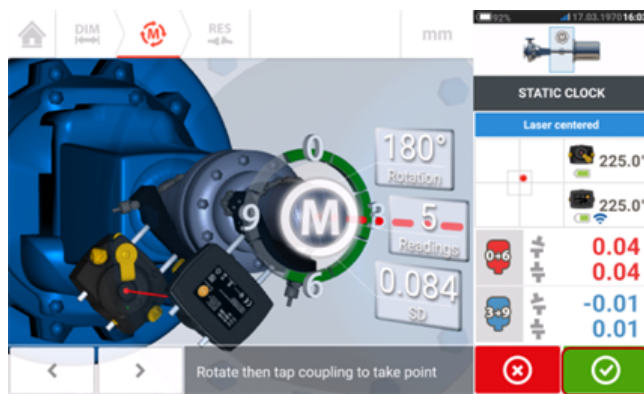 DIM
M
RES
mm
92%
17.03.1970 16:02
STATIC CLOCK
Laser centered
225.0°
225.0°
0
3
6
9
M
180°
Rotation
5
Readings
0.084
SD
0+6
0.04
0.04
3+9
-0.01
0.01
Rotate then tap coupling to take point